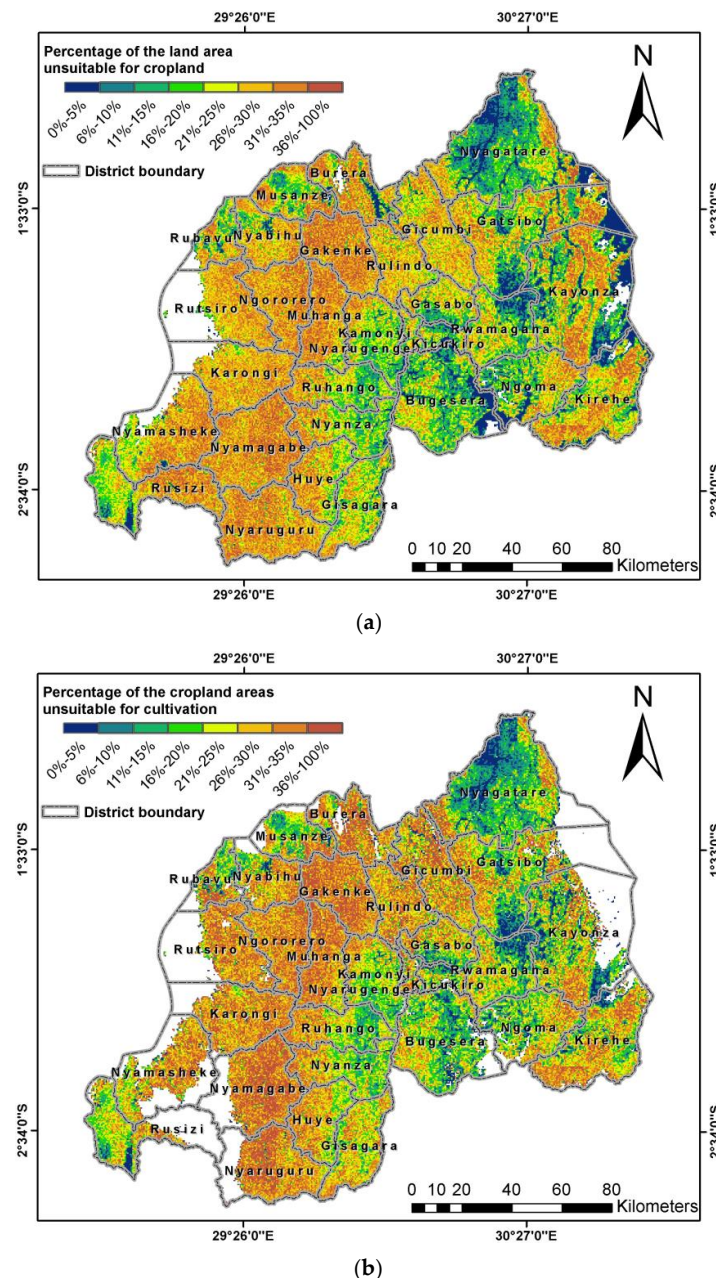 29°26'0"E 30°27'0"E
Percentage of the land area
unsuitable for cropland
0%-5%
6%-10%
11%-15%
16%-20%
21%-25%
26%-30%
31%-35%
36%-100%
District boundary
N
Nyagatare
Burera
Musanze
1°33'0"S 1°33'0"S
Gatsibo
Rubavu Nyabihu
Gicumbi
Gakenke
Rulindo
Kayonza
Ngororero
Gasabo
Rutsiro
Muhanga
Rwamagana
Kamonyi
Kicukiro
Nyarugenge
Karongi
Ruhango
Ngoma
Bugesera
Kirehe
Nyanza
Nyamasheke
Nyamagabe
Huye
Rusizi
2°34'0"S 2°34'0"S
Gisagara
Nyaruguru
0 10 20 40 60 80
Kilometers
29°26'0"E 30°27'0"E
(a)
29°26'0"E 30°27'0"E
Percentage of the cropland areas
unsuitable for cultivation
0%-5%
6%-10%
11%-15%
16%-20%
21%-25%
26%-30%
31%-35%
36%-100%
District boundary
N
Nyagatare
Burera
Musanze
1°33'0"S 1°33'0"S
Gatsibo
Rubavu Nyabihu
Gicumbi
Gakenke
Rulindo
Kayonza
Ngororero
Gasabo
Rutsiro
Muhanga
Rwamagana
Kamonyi
Kicukiro
Nyarugenge
Karongi
Ruhango
Ngoma
Bugesera
Kirehe
Nyanza
Nyamasheke
Nyamagabe
Huye
Rusizi
2°34'0"S 2°34'0"S
Gisagara
Nyaruguru
0 10 20 40 60 80
Kilometers
29°26'0"E 30°27'0"E
(b)